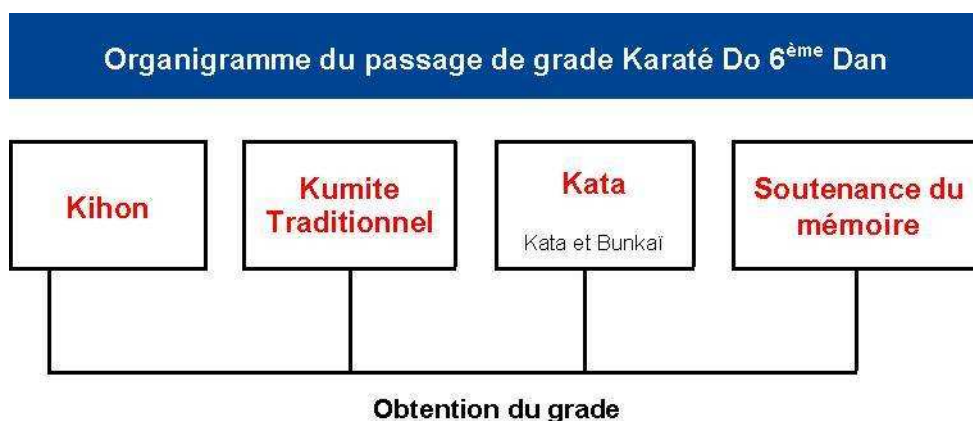 Organigramme du passage de grade Karaté Do 6ème Dan
Kihon
Kumite
Traditionnel
Kata
Kata et Bunkaï
Soutenance du
mémoire
Obtention du grade